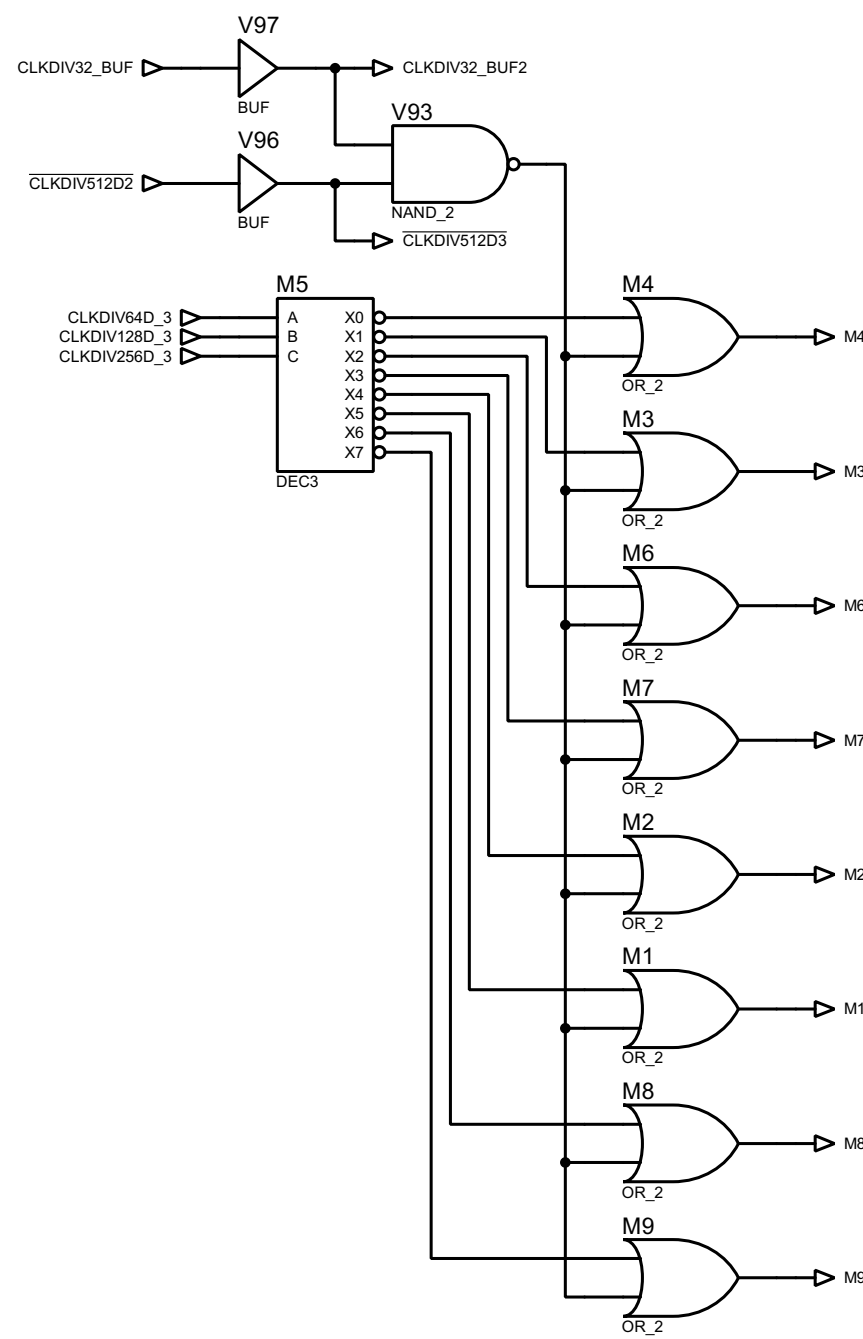 V97
CLKDIV32_BUF
CLKDIV32_BUF2
BUF
V93
V96
CLKDIV512D2
BUF
NAND_2
CLKDIV512D3
M5
M4
CLKDIV64D_3
A
X0
CLKDIV128D_3
B
X1
M4
CLKDIV256D_3
C
X2
X3
OR_2
X4
X5
M3
X6
X7
M3
DEC3
OR_2
M6
M6
OR_2
M7
M7
OR_2
M2
M2
OR_2
M1
M1
OR_2
M8
M8
OR_2
M9
M9
OR_2